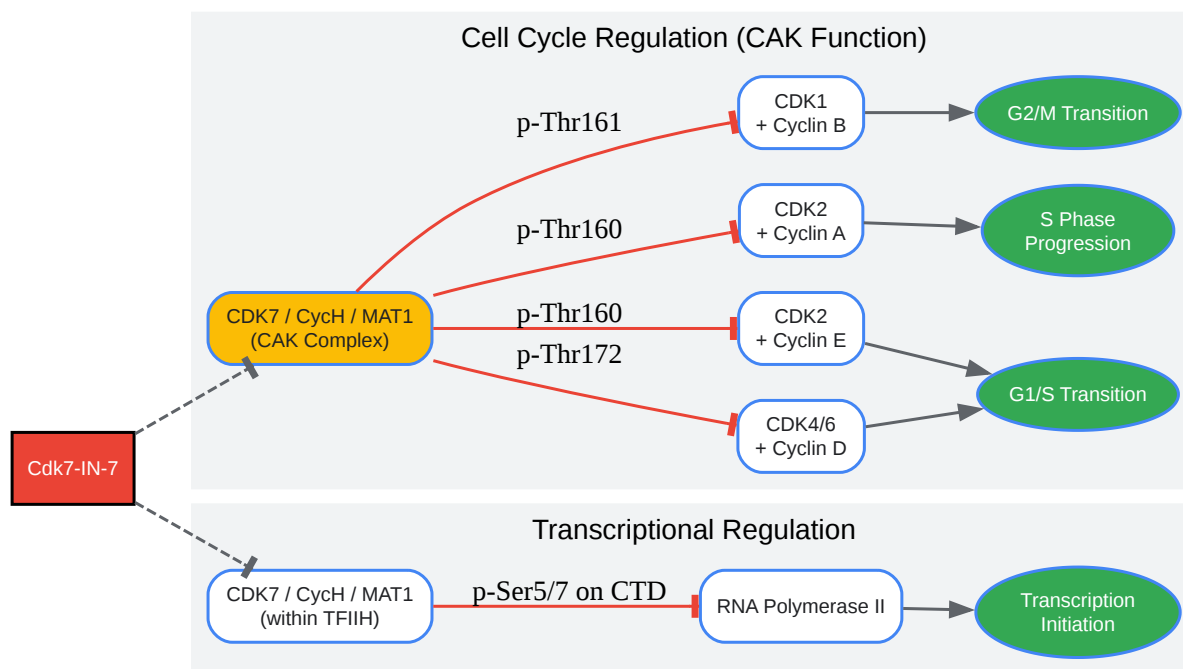 Cell Cycle Regulation (CAK Function)
CDK1
+ Cyclin B
G2/M Transition
p-Thr161
CDK2
+ Cyclin A
S Phase
Progression
p-Thr160
CDK7 / CycH / MAT1
(CAK Complex)
p-Thr160
CDK2
+ Cyclin E
p-Thr172
G1/S Transition
CDK4/6
+ Cyclin D
Cdk7-IN-7
Transcriptional Regulation
CDK7 / CycH / MAT1
(within TFIIH)
p-Ser5/7 on CTD
RNA Polymerase II
Transcription
Initiation